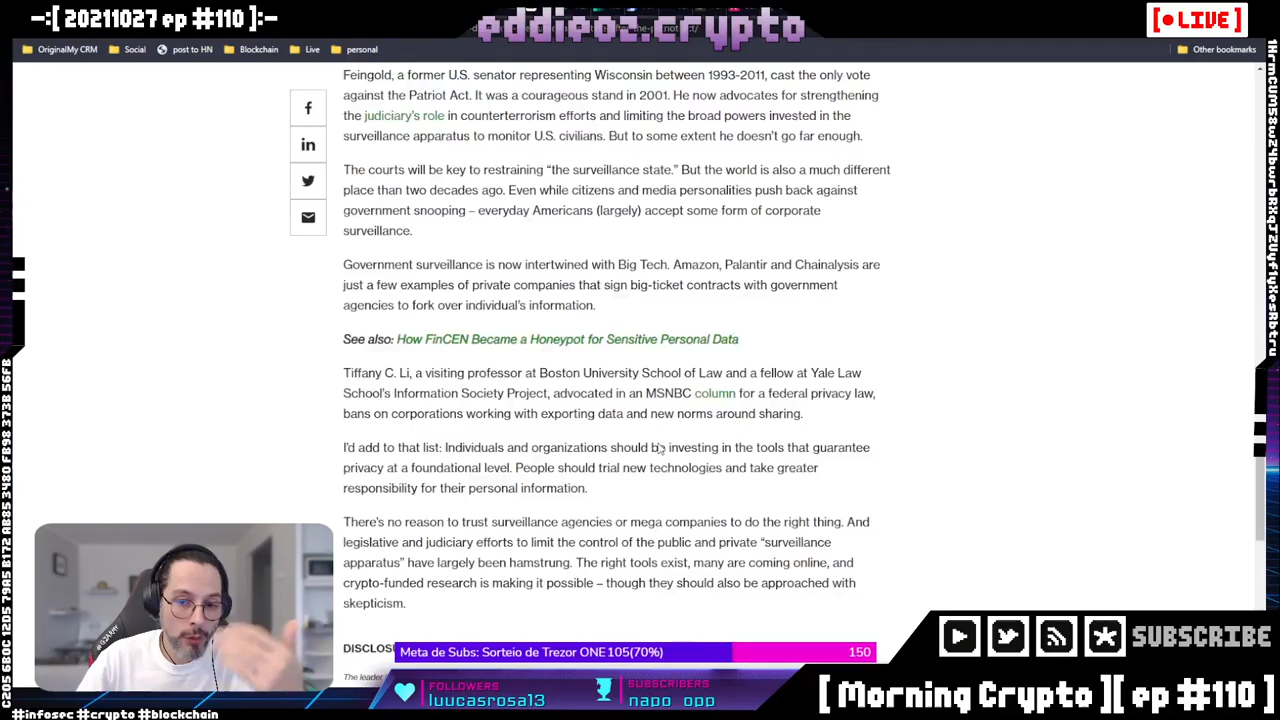 -:[ 20211027 ep #110 ]:-
eddieoz.crypto
[● LIVE]
OriginalMy CRM
Social
post to HN
Blockchain
Live
personal
Other bookmarks
Feingold, a former U.S. senator representing Wisconsin between 1993-2011, cast the only vote
against the Patriot Act. It was a courageous stand in 2001. He now advocates for strengthening
the judiciary's role in counterterrorism efforts and limiting the broad powers invested in the
surveillance apparatus to monitor U.S. civilians. But to some extent he doesn't go far enough.
The courts will be key to restraining “the surveillance state.” But the world is also a much different
place than two decades ago. Even while citizens and media personalities push back against
government snooping – everyday Americans (largely) accept some form of corporate
surveillance.
Government surveillance is now intertwined with Big Tech. Amazon, Palantir and Chainalysis are
just a few examples of private companies that sign big-ticket contracts with government
agencies to fork over individual's information.
See also: How FinCEN Became a Honeypot for Sensitive Personal Data
Tiffany C. Li, a visiting professor at Boston University School of Law and a fellow at Yale Law
School's Information Society Project, advocated in an MSNBC column for a federal privacy law,
bans on corporations working with exporting data and new norms around sharing.
I'd add to that list: Individuals and organizations should be investing in the tools that guarantee
privacy at a foundational level. People should trial new technologies and take greater
responsibility for their personal information.
There's no reason to trust surveillance agencies or mega companies to do the right thing. And
legislative and judiciary efforts to limit the control of the public and private “surveillance
apparatus” have largely been hamstrung. The right tools exist, many are coming online, and
crypto-funded research is making it possible – though they should also be approached with
skepticism.
The leader
Meta de Subs: Sorteio de Trezor ONE 105(70%)
150
FOLLOWERS
luucasrosa13
SUBSCRIBERS
napo_opp
SUBSCRIBE
[ Morning Crypto ][ ep #110 ]
#infosec #crypto #blockchain
C2C5 5B0C 12D5 79A5 B172 AB35 3480 FB98 373B 56FB